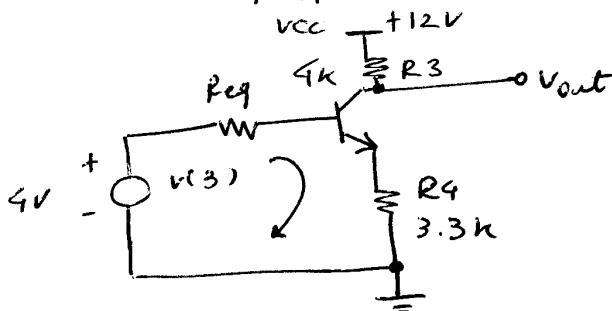 VCC +12V
4K R3
Vout
Req
+
4V V(3)
-
R4
3.3k